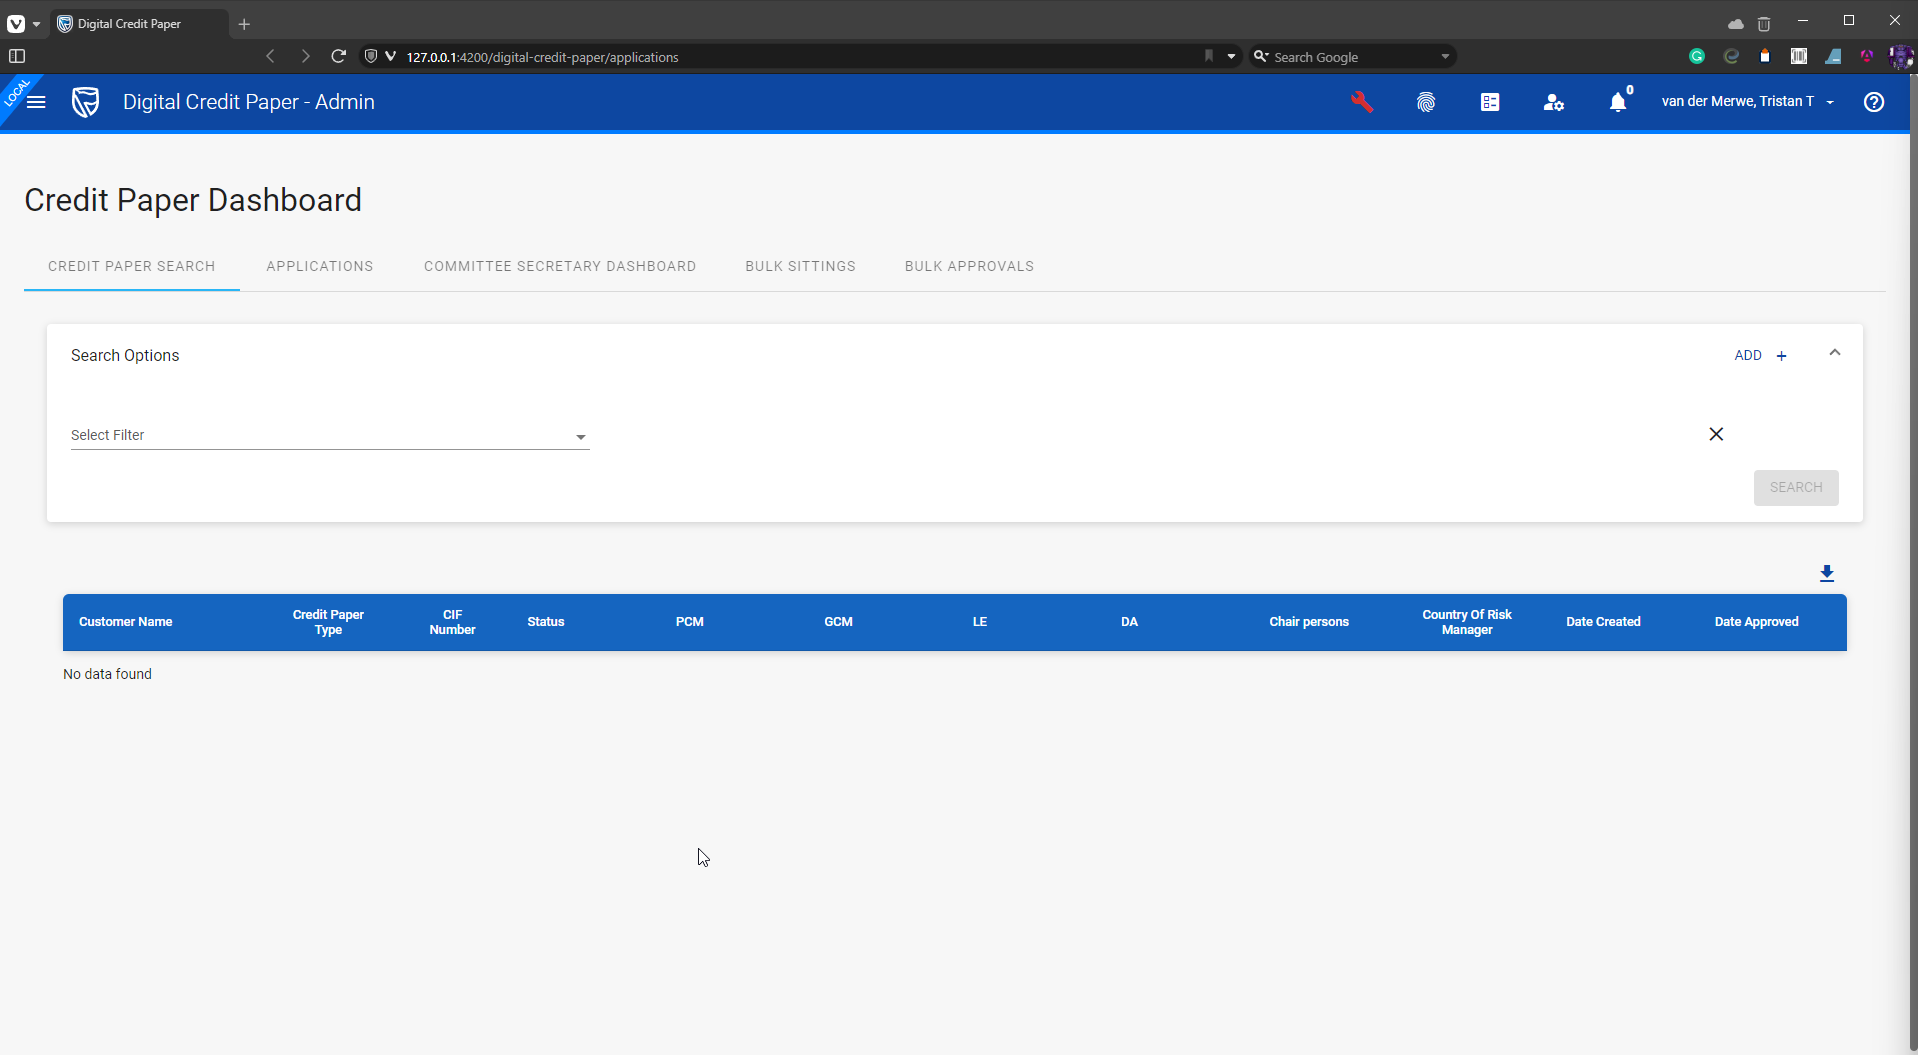 Digital Credit Paper
127.0.0.1:4200/digital-credit-paper/applications
Search Google
LOCAL
Digital Credit Paper - Admin
0
van der Merwe, Tristan T
Credit Paper Dashboard
CREDIT PAPER SEARCH
APPLICATIONS
COMMITTEE SECRETARY DASHBOARD
BULK SITTINGS
BULK APPROVALS
Search Options
ADD +
Select Filter
SEARCH
Customer Name
Credit Paper
Type
CIF
Number
Status
PCM
GCM
LE
DA
Chair persons
Country Of Risk
Manager
Date Created
Date Approved
No data found